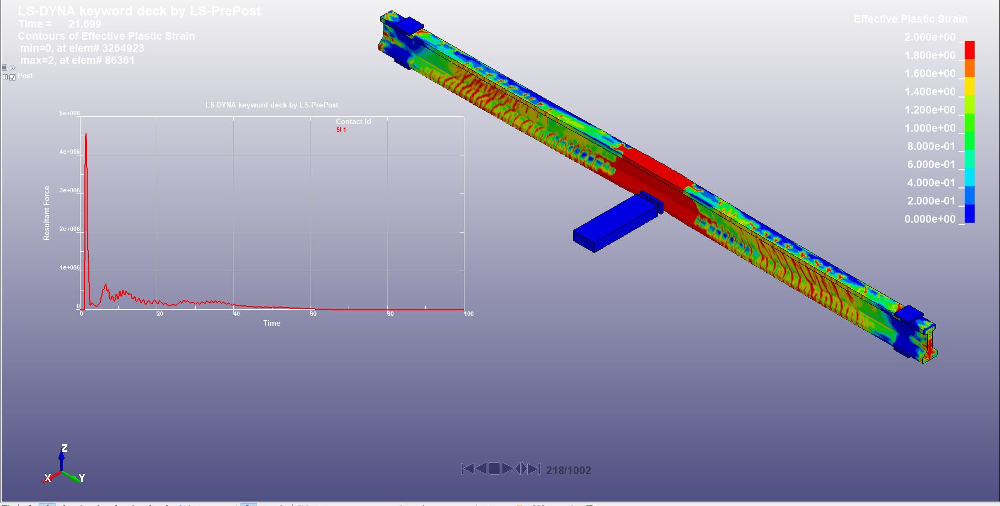 LS-DYNA keyword deck by LS-PrePost
Time =     21.699
Contours of Effective Plastic Strain
min=0, at elem# 3264923
max=2, at elem# 86361
Post
LS-DYNA keyword deck by LS-PrePost
Contact Id
SI 1
5e+006
4e+006
3e+006
2e+006
1e+006
0
Resultant Force
0 20 40 60 80 100
Time
Effective Plastic Strain
2.000e+00
1.800e+00
1.600e+00
1.400e+00
1.200e+00
1.000e+00
8.000e-01
6.000e-01
4.000e-01
2.000e-01
0.000e+00
Z
X
Y
218/1002